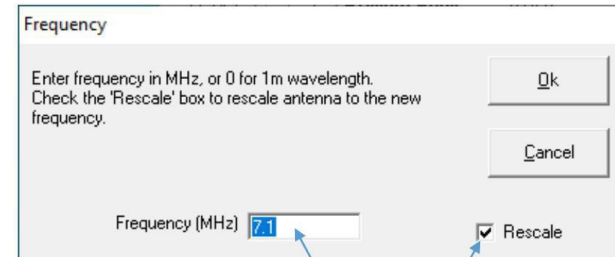 Frequency
Enter frequency in MHz, or 0 for 1m wavelength.
Check the 'Rescale' box to rescale antenna to the new
frequency.
Ok
Cancel
Frequency (MHz) 7.1
Rescale